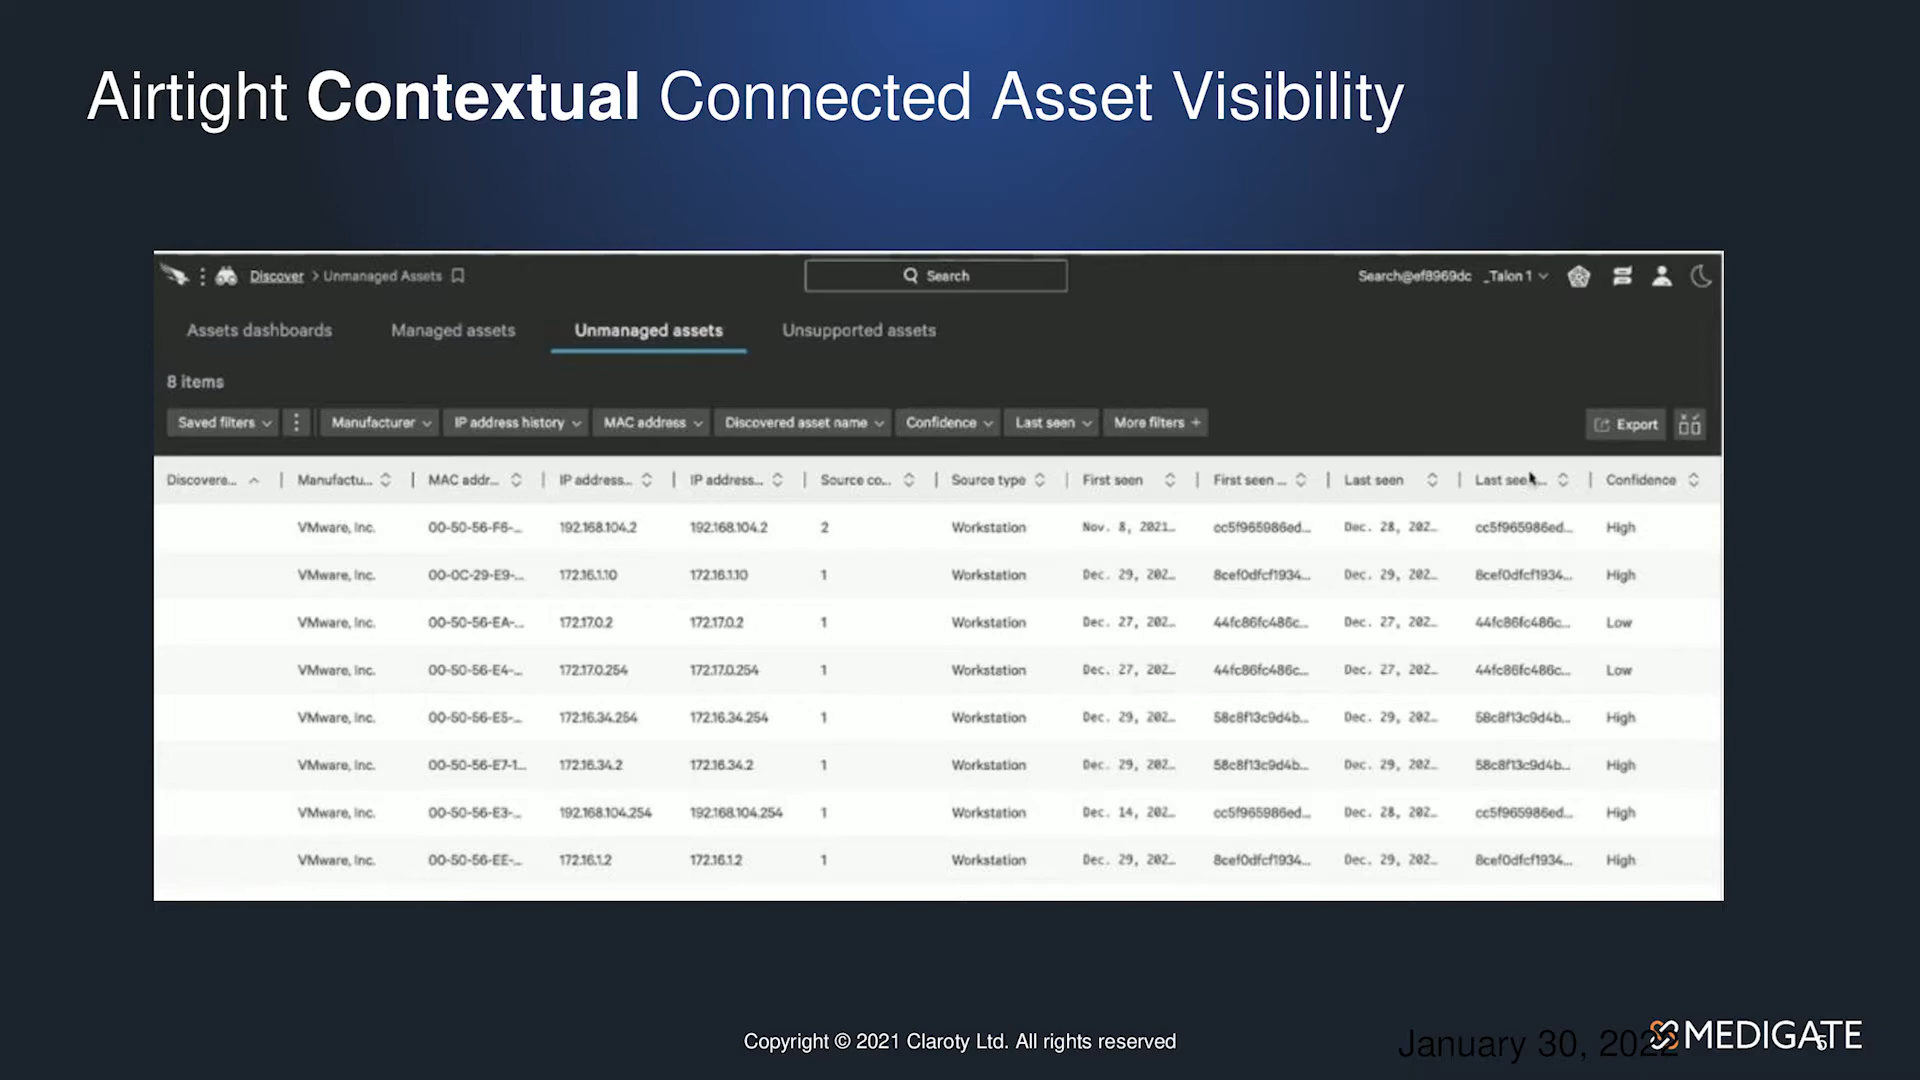 Airtight Contextual Connected Asset Visibility
Discover > Unmanaged Assets
Search
Search@ef8969dc _Talon 1
Assets dashboards Managed assets Unmanaged assets Unsupported assets
8 items
Saved filters Manufacturer IP address history MAC address Discovered asset name Confidence Last seen More filters + Export
Discovere... Manufactu... MAC addr... IP address... IP address... Source co... Source type First seen First seen ... Last seen Last see... Confidence
VMware, Inc. 00-50-56-F6-... 192.168.104.2 192.168.104.2 2 Workstation Nov. 8, 2021... cc5f965986ed... Dec. 28, 202... cc5f965986ed... High
VMware, Inc. 00-0C-29-E9-... 172.16.1.10 172.16.1.10 1 Workstation Dec. 29, 202... 8cef0dfcf1934... Dec. 29, 202... 8cef0dfcf1934... High
VMware, Inc. 00-50-56-EA-... 172.17.0.2 172.17.0.2 1 Workstation Dec. 27, 202... 44fc86fc486c... Dec. 27, 202... 44fc86fc486c... Low
VMware, Inc. 00-50-56-E4-... 172.17.0.254 172.17.0.254 1 Workstation Dec. 27, 202... 44fc86fc486c... Dec. 27, 202... 44fc86fc486c... Low
VMware, Inc. 00-50-56-E5-... 172.16.34.254 172.16.34.254 1 Workstation Dec. 29, 202... 58c8f13c9d4b... Dec. 29, 202... 58c8f13c9d4b... High
VMware, Inc. 00-50-56-E7-1... 172.16.34.2 172.16.34.2 1 Workstation Dec. 29, 202... 58c8f13c9d4b... Dec. 29, 202... 58c8f13c9d4b... High
VMware, Inc. 00-50-56-E3-... 192.168.104.254 192.168.104.254 1 Workstation Dec. 14, 202... cc5f965986ed... Dec. 28, 202... cc5f965986ed... High
VMware, Inc. 00-50-56-EE-... 172.16.1.2 172.16.1.2 1 Workstation Dec. 29, 202... 8cef0dfcf1934... Dec. 29, 202... 8cef0dfcf1934... High
Copyright © 2021 Claroty Ltd. All rights reserved
January 30, 2022
MEDIGATE